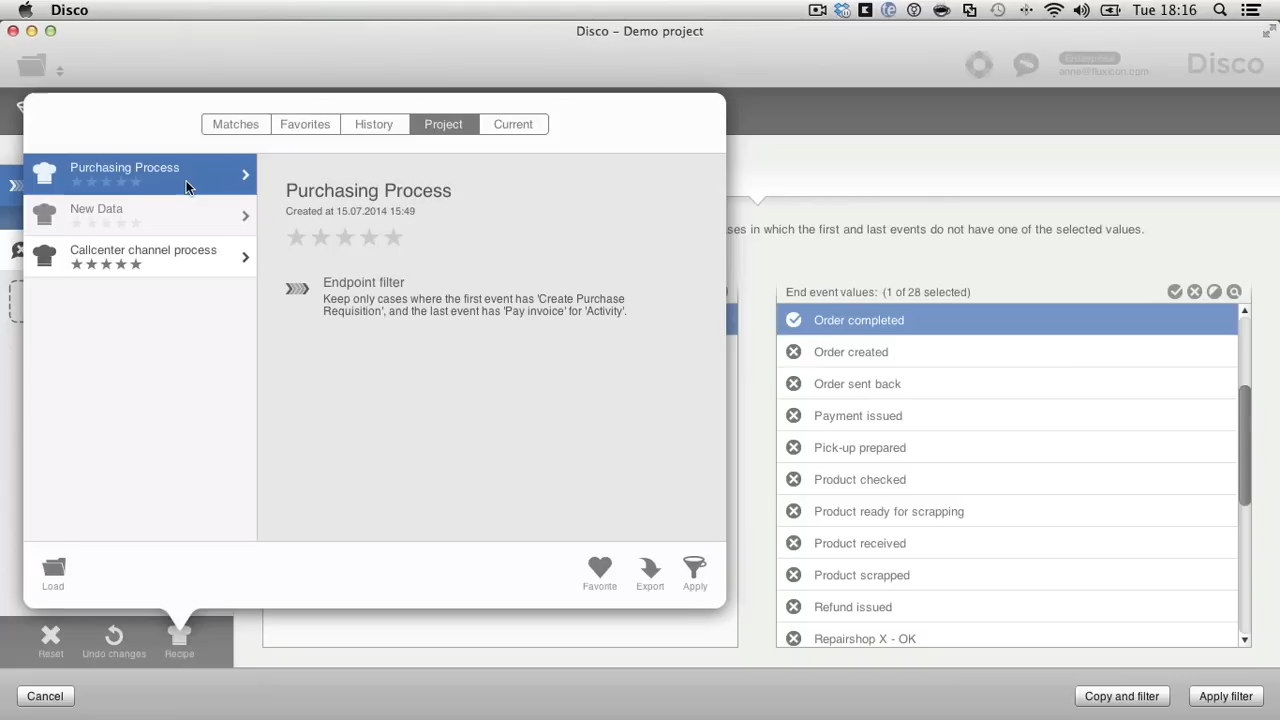 Disco
Tue 18:16
Disco – Demo project
anne@fluxicon.com
Disco
Matches
Favorites
History
Project
Current
Purchasing Process
New Data
Callcenter channel process
Purchasing Process
Created at 15.07.2014 15:49
Endpoint filter
Keep only cases where the first event has 'Create Purchase
Requisition', and the last event has 'Pay invoice' for 'Activity'.
ses in which the first and last events do not have one of the selected values.
End event values: (1 of 28 selected)
Order completed
Order created
Order sent back
Payment issued
Pick-up prepared
Product checked
Product ready for scrapping
Product received
Product scrapped
Refund issued
Repairshop X - OK
Load
Favorite
Export
Apply
Reset
Undo changes
Recipe
Cancel
Copy and filter
Apply filter